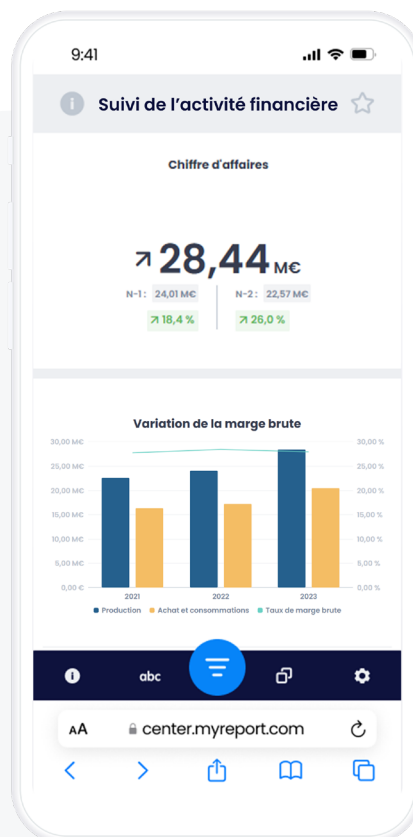 9:41
Suivi de l'activité financière
Chiffre d'affaires
28,44 M€
N-1 : 24,01 M€ N-2 : 22,57 M€
18,4 % 26,0 %
Variation de la marge brute
30,00 M€ 30,00 %
25,00 M€ 25,00 %
20,00 M€ 20,00 %
15,00 M€ 15,00 %
10,00 M€ 10,00 %
5,00 M€ 5,00 %
0,00 € 0,00 %
2021 2022 2023
Production Achat et consommations Taux de marge brute
abc
AA center.myreport.com